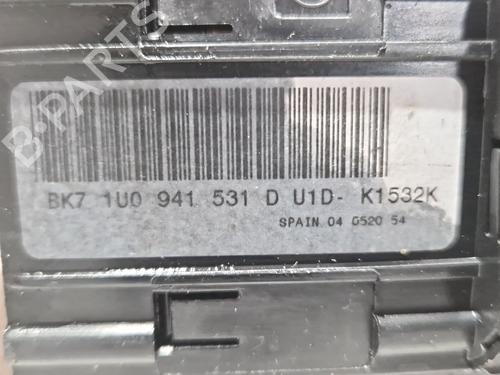 B-PARTS
BK7 1U0 941 531 D U1D- K1532K
SPAIN 04 0520 54